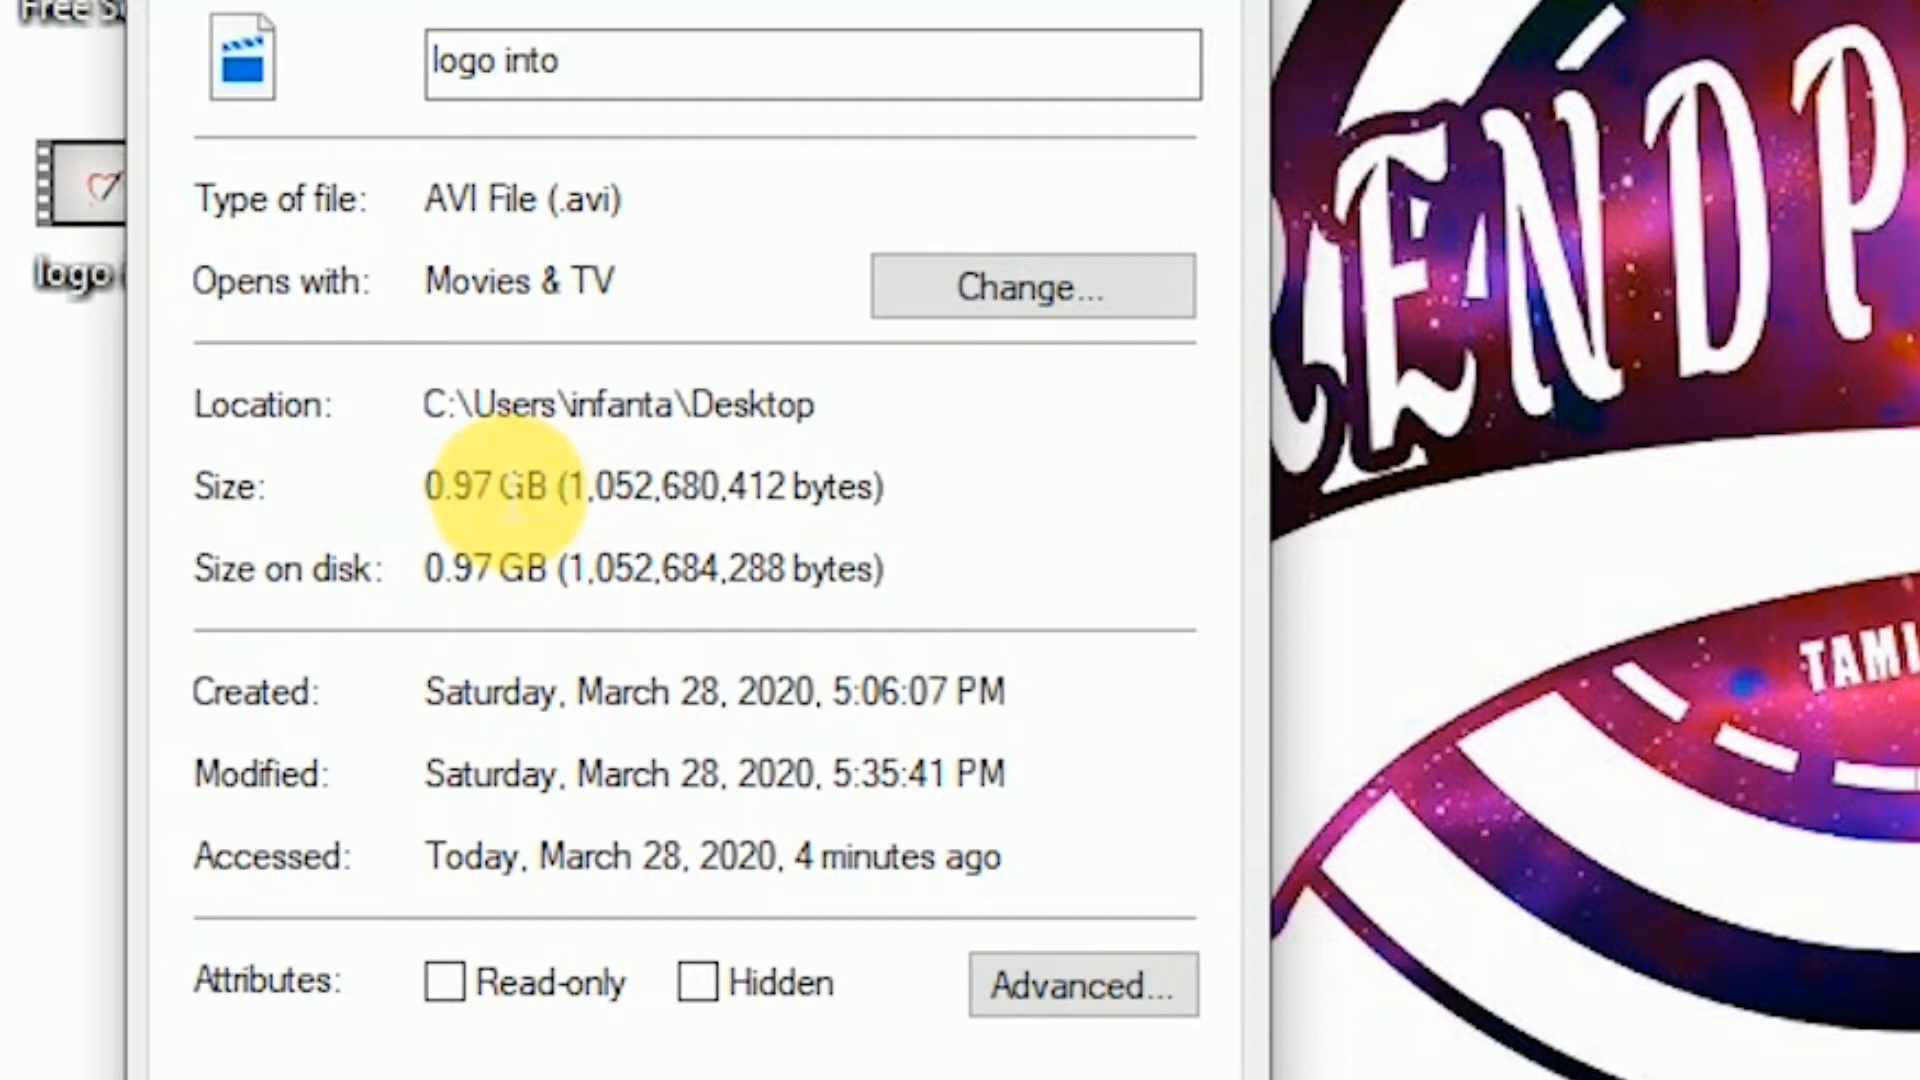 logo into
Type of file: AVI File (.avi)
Opens with: Movies & TV
Change...
Location: C:\Users\infanta\Desktop
Size: 0.97 GB (1,052,680,412 bytes)
Size on disk: 0.97 GB (1,052,684,288 bytes)
Created: Saturday, March 28, 2020, 5:06:07 PM
Modified: Saturday, March 28, 2020, 5:35:41 PM
Accessed: Today, March 28, 2020, 4 minutes ago
Attributes: Read-only Hidden
Advanced...
Free
logo
ENDP
TAMI